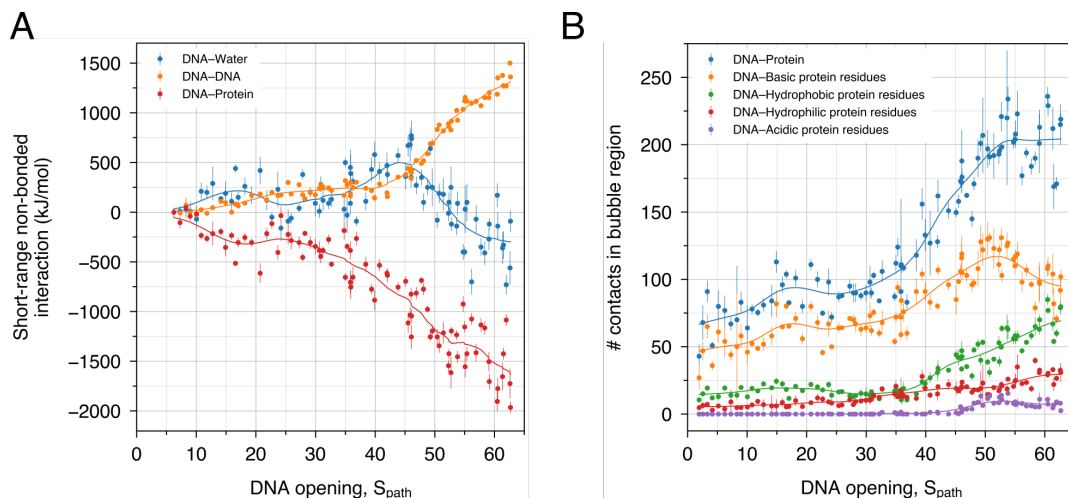 A
Short-range non-bonded
interaction (kJ/mol)
1500
1000
500
0
−500
−1000
−1500
−2000
DNA–Water
DNA–DNA
DNA–Protein
0 10 20 30 40 50 60
DNA opening, Spath
B
# contacts in bubble region
250
200
150
100
50
0
DNA–Protein
DNA–Basic protein residues
DNA–Hydrophobic protein residues
DNA–Hydrophilic protein residues
DNA–Acidic protein residues
0 10 20 30 40 50 60
DNA opening, Spath